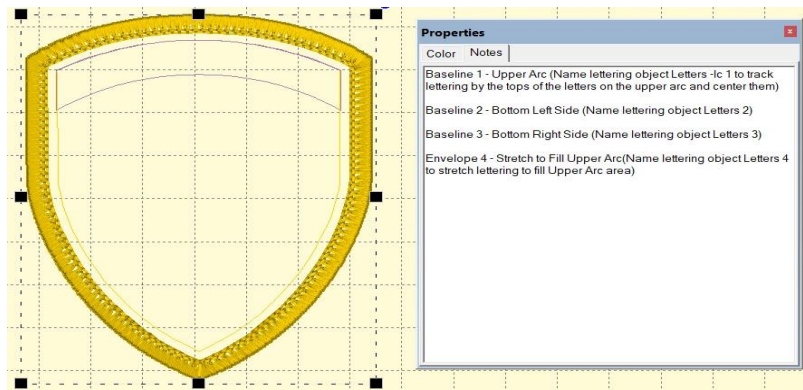 Properties
Color Notes
Baseline 1 - Upper Arc (Name lettering object Letters -lc 1 to track
lettering by the tops of the letters on the upper arc and center them)
Baseline 2 - Bottom Left Side (Name lettering object Letters 2)
Baseline 3 - Bottom Right Side (Name lettering object Letters 3)
Envelope 4 - Stretch to Fill Upper Arc(Name lettering object Letters 4
to stretch lettering to fill Upper Arc area)